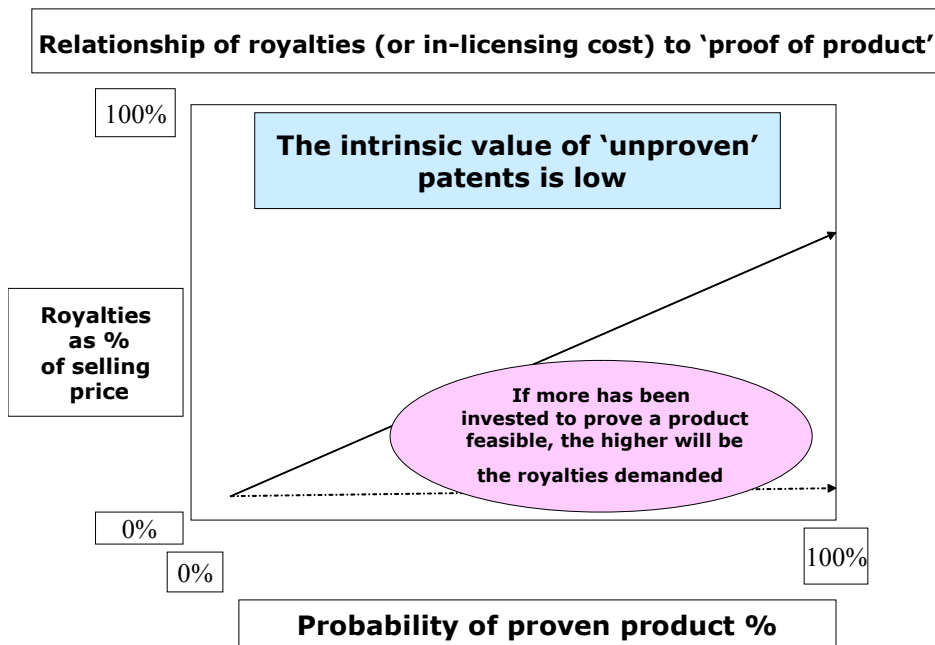 Relationship of royalties (or in-licensing cost) to ‘proof of product’
100%
The intrinsic value of ‘unproven’
patents is low
Royalties
as %
of selling
price
If more has been
invested to prove a product
feasible, the higher will be
the royalties demanded
0%
0%
100%
Probability of proven product %